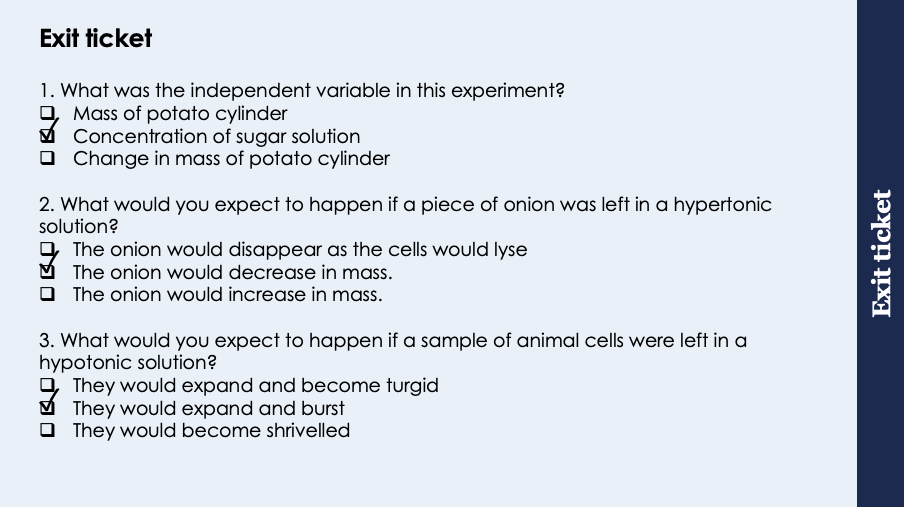 Exit ticket
1. What was the independent variable in this experiment?
❑ Mass of potato cylinder
☑ Concentration of sugar solution
❑ Change in mass of potato cylinder
2. What would you expect to happen if a piece of onion was left in a hypertonic
solution?
❑ The onion would disappear as the cells would lyse
☑ The onion would decrease in mass.
❑ The onion would increase in mass.
3. What would you expect to happen if a sample of animal cells were left in a
hypotonic solution?
❑ They would expand and become turgid
☑ They would expand and burst
❑ They would become shrivelled
Exit ticket